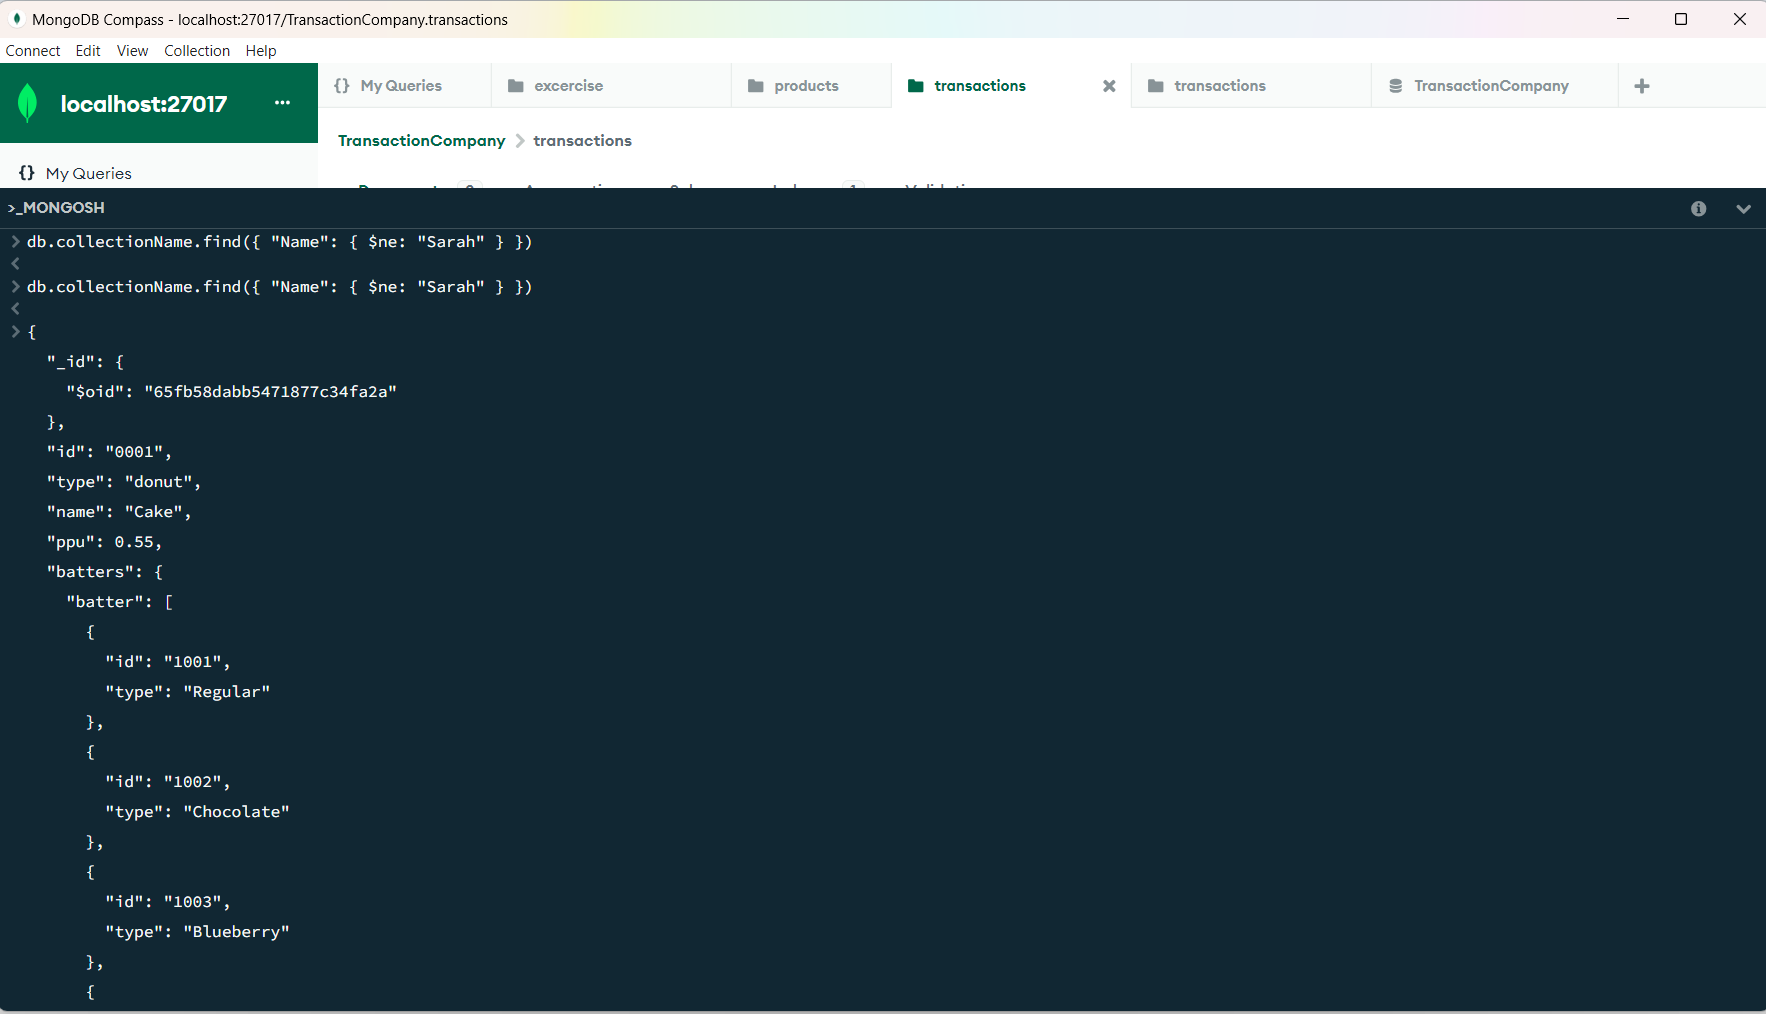 MongoDB Compass - localhost:27017/TransactionCompany.transactions
Connect Edit View Collection Help
localhost:27017 ...
{} My Queries
excercise
products
transactions
transactions
TransactionCompany
TransactionCompany > transactions
{} My Queries
>_MONGOSH
> db.collectionName.find({ "Name": { $ne: "Sarah" } })
<
> db.collectionName.find({ "Name": { $ne: "Sarah" } })
<
> {
"_id": {
"$oid": "65fb58dabb5471877c34fa2a"
},
"id": "0001",
"type": "donut",
"name": "Cake",
"ppu": 0.55,
"batters": {
"batter": [
{
"id": "1001",
"type": "Regular"
},
{
"id": "1002",
"type": "Chocolate"
},
{
"id": "1003",
"type": "Blueberry"
},
{